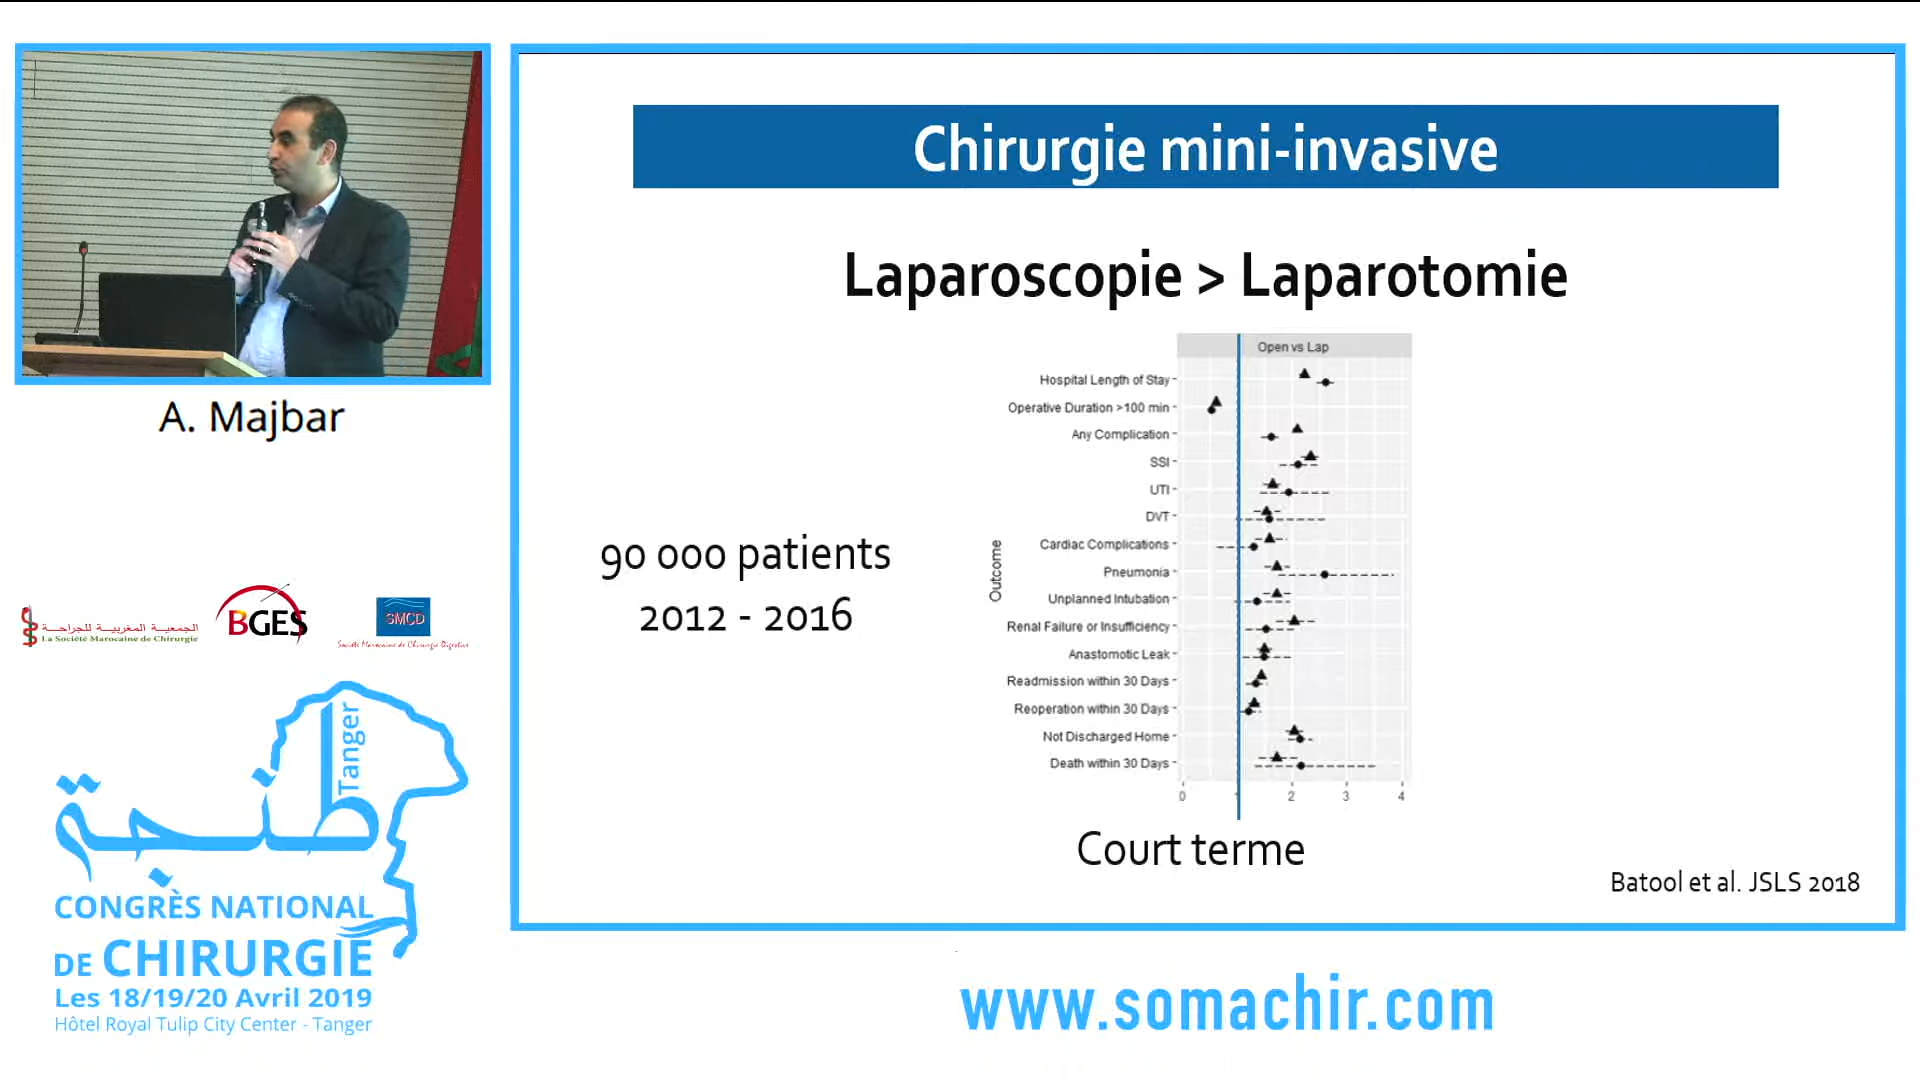 Chirurgie mini-invasive
Laparoscopie > Laparotomie
Open vs Lap
Hospital Length of Stay
Operative Duration >100 min
Any Complication
SSI
UTI
DVT
Cardiac Complications
Pneumonia
Unplanned Intubation
Renal Failure or Insufficiency
Anastomotic Leak
Readmission within 30 Days
Reoperation within 30 Days
Not Discharged Home
Death within 30 Days
Outcome
0 1 2 3 4
90 000 patients
2012 - 2016
Court terme
Batool et al. JSLS 2018
A. Majbar
الجمعية المغربية للجراحة
La Société Marocaine de Chirurgie
BGES
SMCD
Société Marocaine de Chirurgie Digestive
Tanger
طنجة
CONGRÈS NATIONAL
DE CHIRURGIE
Les 18/19/20 Avril 2019
Hôtel Royal Tulip City Center - Tanger
www.somachir.com